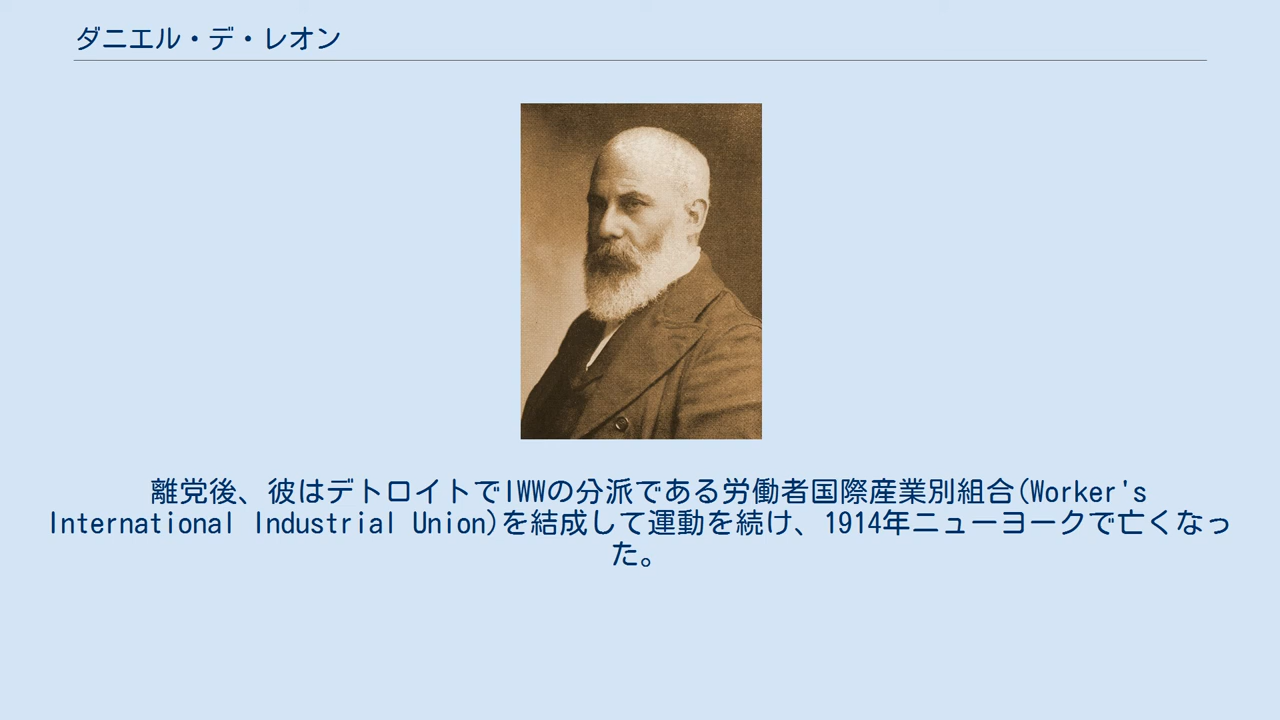 ダニエル・デ・レオン
離党後、彼はデトロイトでIWWの分派である労働者国際産業別組合(Worker's
International Industrial Union)を結成して運動を続け、1914年ニューヨークで亡くなっ
た。